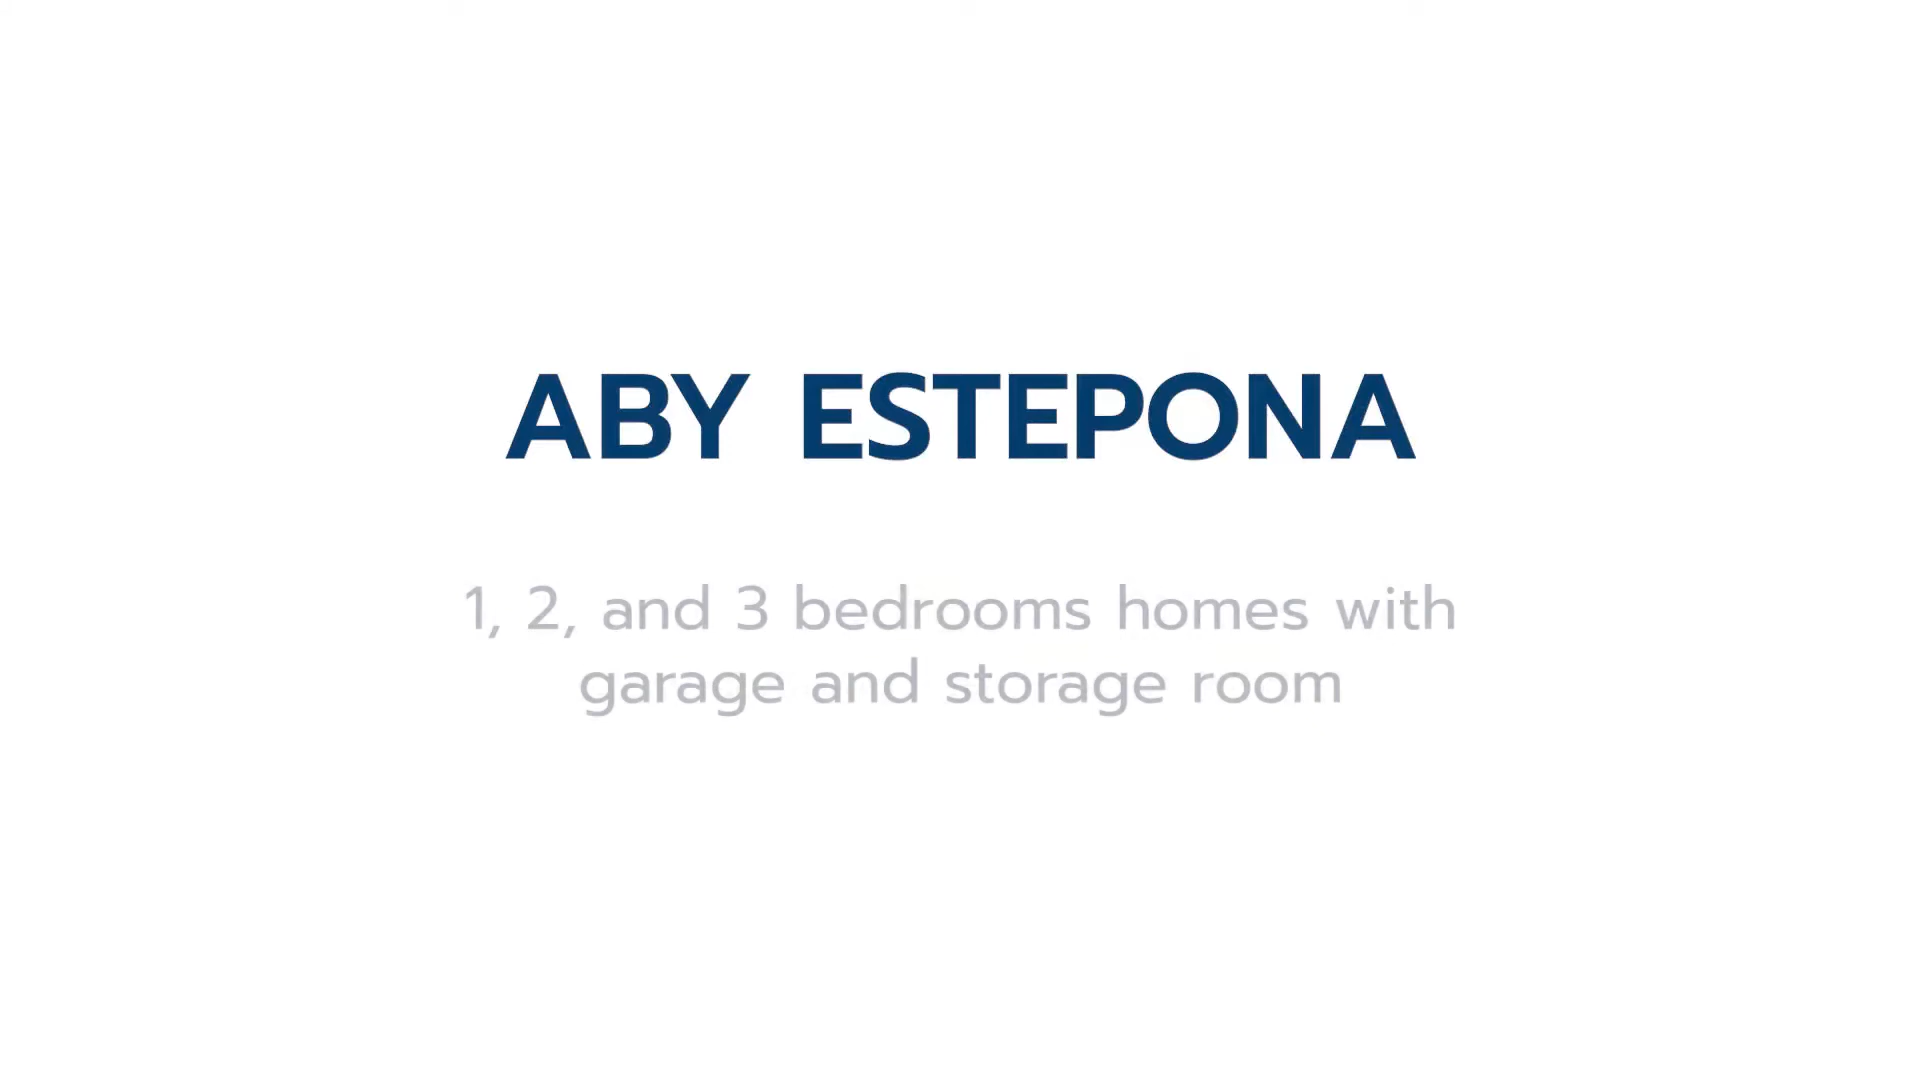 ABY ESTEPONA
1, 2, and 3 bedrooms homes with
garage and storage room